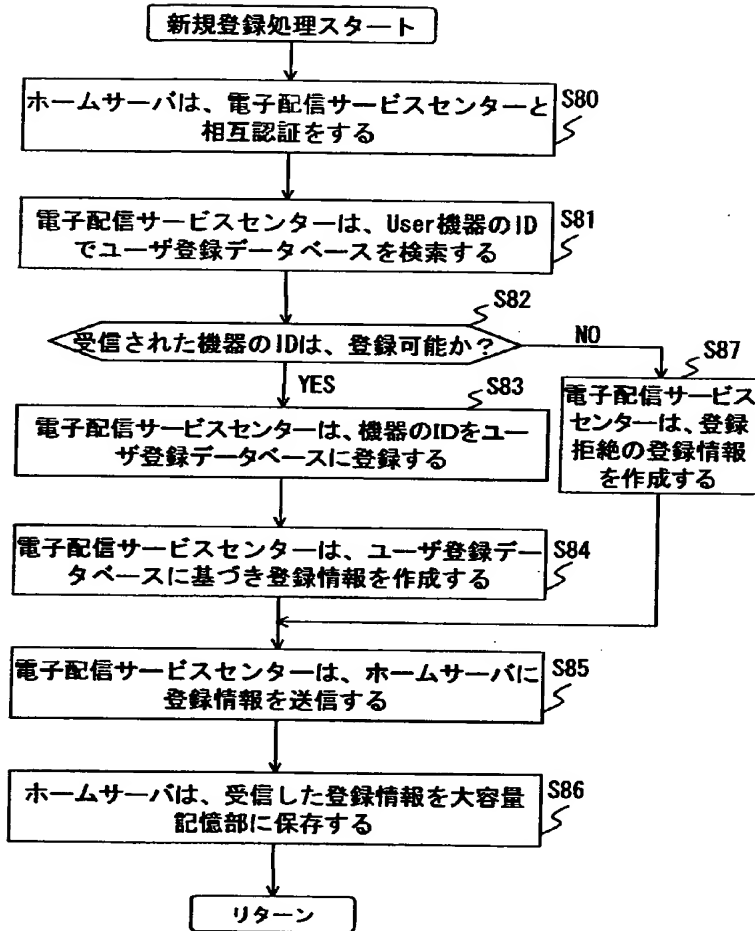 新規登録処理スタート
ホームサーバは、電子配信サービスセンターと
相互認証をする
S80
電子配信サービスセンターは、User機器のID
でユーザ登録データベースを検索する
S81
S82
受信された機器のIDは、登録可能か？
NO
YES
S83
電子配信サービスセンターは、機器のIDをユー
ザ登録データベースに登録する
S87
電子配信サービス
センターは、登録
拒絶の登録情報
を作成する
電子配信サービスセンターは、ユーザ登録デー
タベースに基づき登録情報を作成する
S84
電子配信サービスセンターは、ホームサーバに
登録情報を送信する
S85
ホームサーバは、受信した登録情報を大容量
記憶部に保存する
S86
リターン